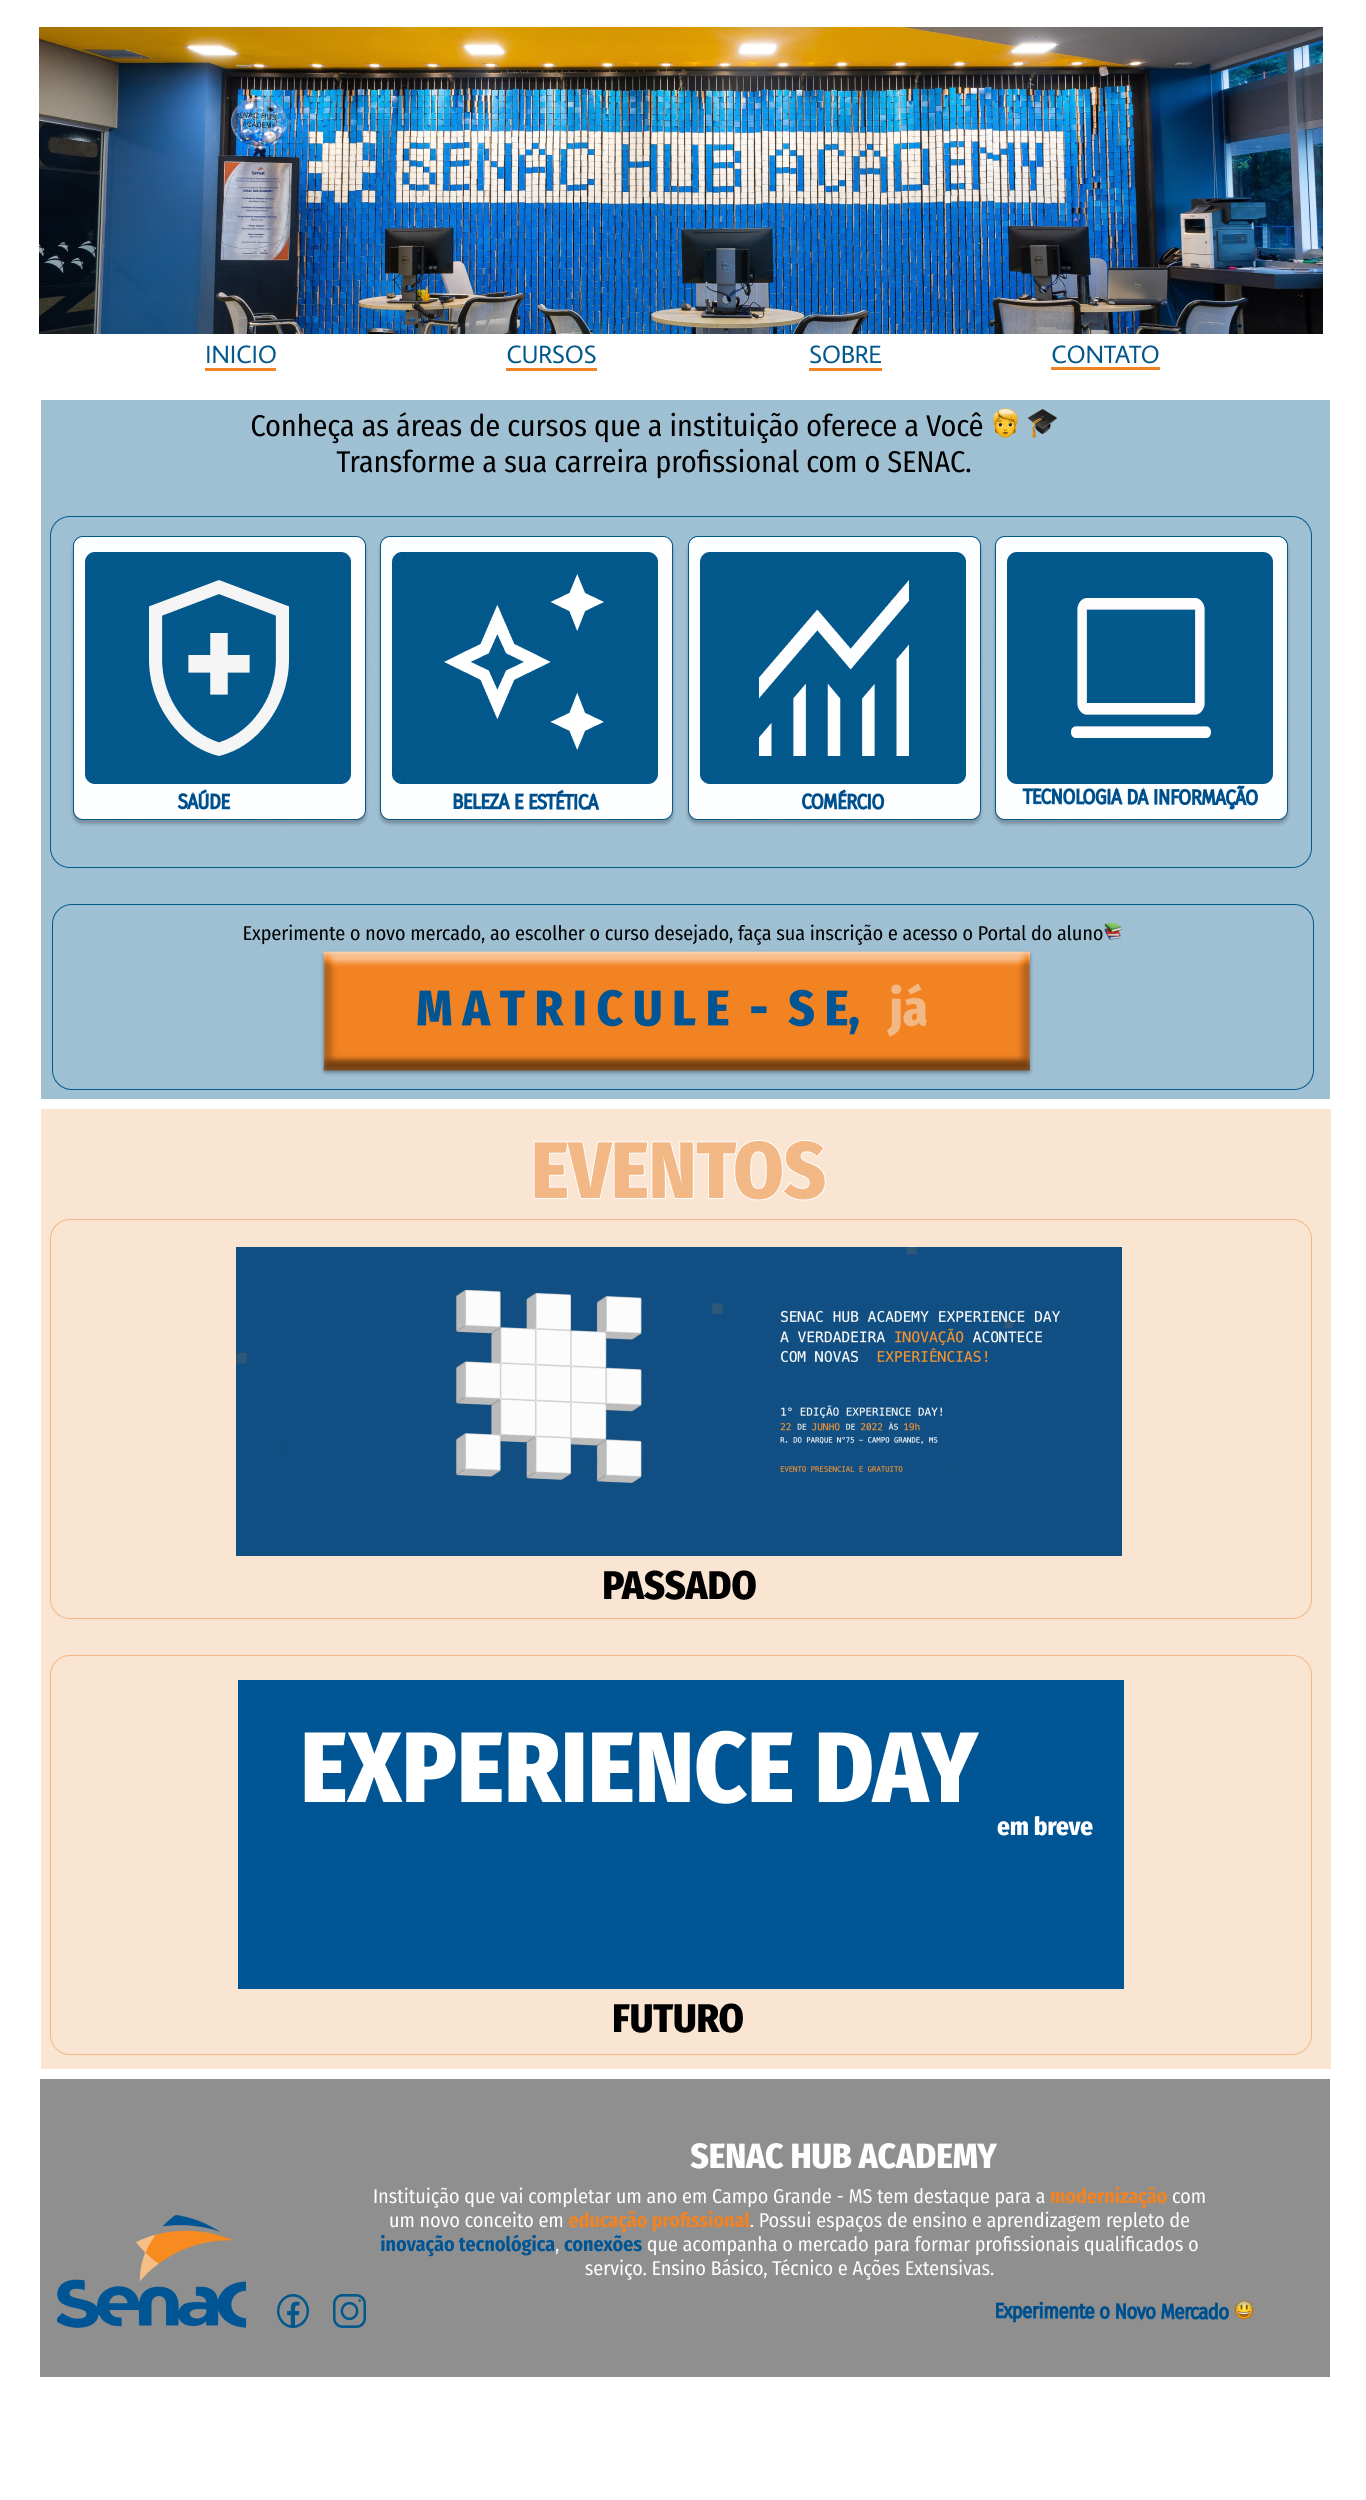 SENAC HUB
ACADEMY
SENAC HUB ACADEMY
Senac
INICIO
CURSOS
SOBRE
CONTATO
Conheça as áreas de cursos que a instituição oferece a Você 🧑 🎓
Transforme a sua carreira profissional com o SENAC.
SAÚDE
BELEZA E ESTÉTICA
COMÉRCIO
TECNOLOGIA DA INFORMAÇÃO
Experimente o novo mercado, ao escolher o curso desejado, faça sua inscrição e acesso o Portal do aluno📚
MATRICULE - SE, já
EVENTOS
SENAC HUB ACADEMY EXPERIENCE DAY
A VERDADEIRA INOVAÇÃO ACONTECE
COM NOVAS EXPERIÊNCIAS!
1° EDIÇÃO EXPERIENCE DAY!
22 DE JUNHO DE 2022 ÀS 19h
R. DO PARQUE N°75 – CAMPO GRANDE, MS
EVENTO PRESENCIAL E GRATUITO
PASSADO
EXPERIENCE DAY
em breve
FUTURO
SENAC HUB ACADEMY
Instituição que vai completar um ano em Campo Grande - MS tem destaque para a modernização com
um novo conceito em educação profissional. Possui espaços de ensino e aprendizagem repleto de
inovação tecnológica, conexões que acompanha o mercado para formar profissionais qualificados o
serviço. Ensino Básico, Técnico e Ações Extensivas.
Senac
Experimente o Novo Mercado 😃